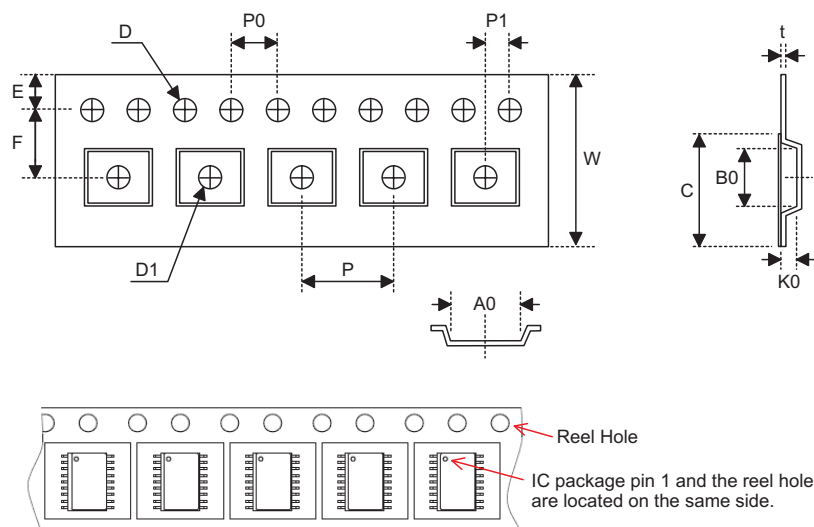 D
P0
P1
t
E
F
W
C
B0
D1
P
K0
A0
Reel Hole
IC package pin 1 and the reel hole
are located on the same side.